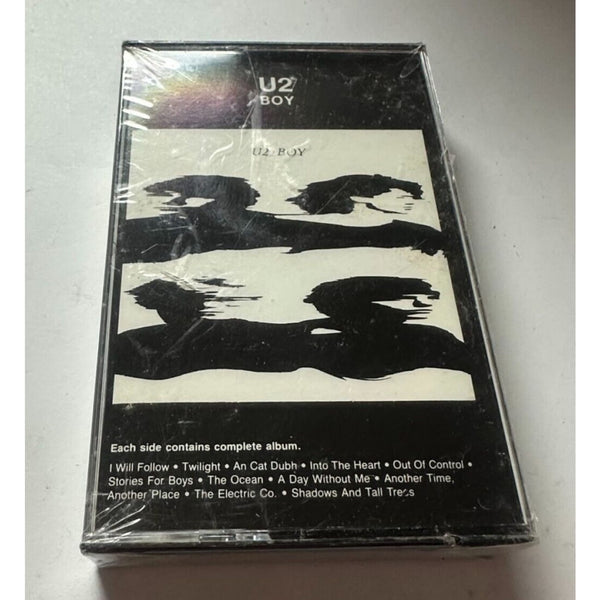 U2
BOY
U2/BOY
Each side contains complete album.
I Will Follow • Twilight • An Cat Dubh • Into The Heart • Out Of Control •
Stories For Boys • The Ocean • A Day Without Me • Another Time,
Another Place • The Electric Co. • Shadows And Tall Trees